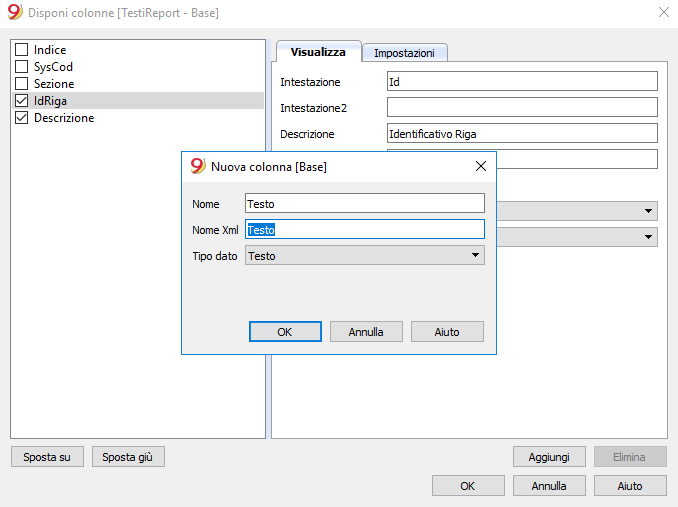 Disponi colonne [TestiReport - Base]
Indice
SysCod
Sezione
IdRiga
Descrizione
Visualizza
Impostazioni
Intestazione
Id
Intestazione2
Descrizione
Identificativo Riga
Nuova colonna [Base]
Nome
Testo
Nome Xml
Testo
Tipo dato
Testo
OK
Annulla
Aiuto
Sposta su
Sposta giù
Aggiungi
Elimina
OK
Annulla
Aiuto